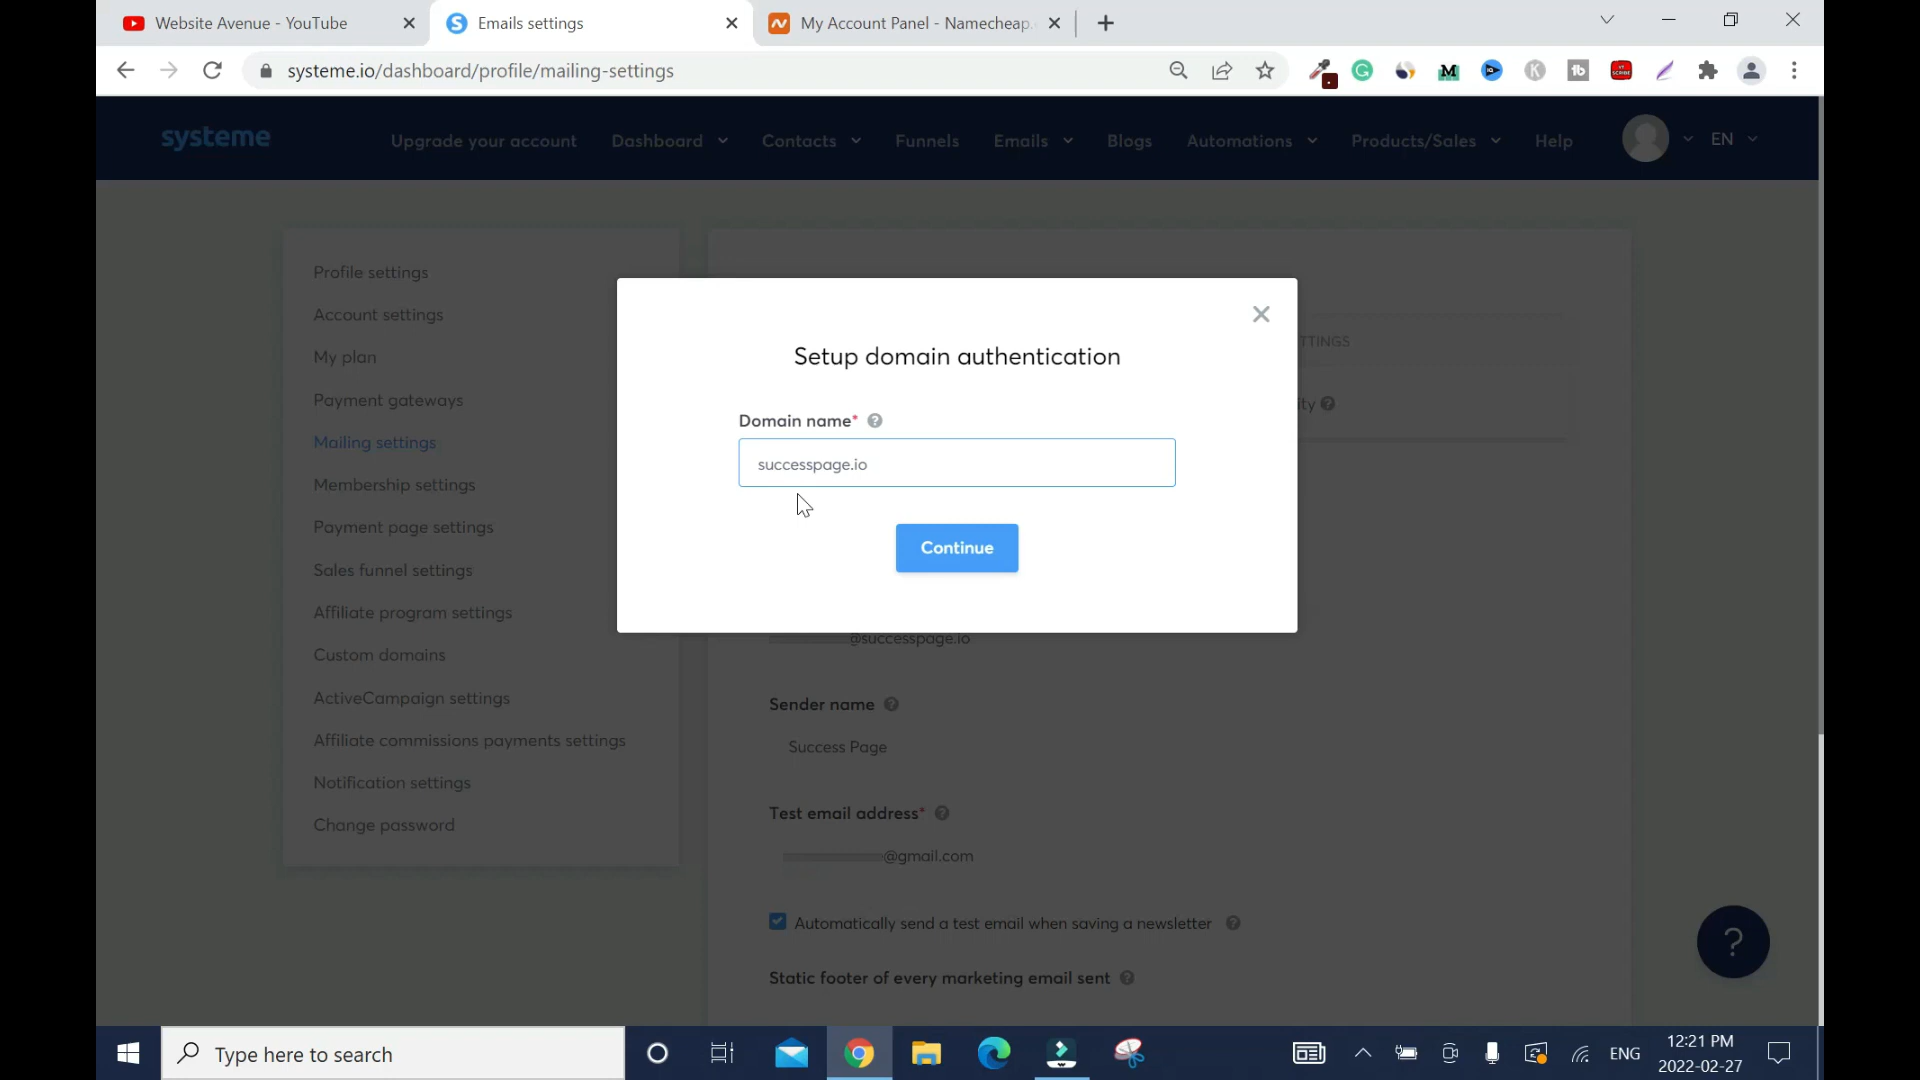 Website Avenue - YouTube
Emails settings
My Account Panel - Namecheap.
systeme.io/dashboard/profile/mailing-settings
systeme
Upgrade your account
Dashboard
Contacts
Funnels
Emails
Blogs
Automations
Products/Sales
Help
EN
Profile settings
Account settings
My plan
Payment gateways
Mailing settings
Membership settings
Payment page settings
Sales funnel settings
Affiliate program settings
Custom domains
ActiveCampaign settings
Affiliate commissions payments settings
Notification settings
Change password
TTINGS
ity
Setup domain authentication
Domain name*
successpage.io
Continue
@successpage.io
Sender name
Success Page
Test email address*
@gmail.com
Automatically send a test email when saving a newsletter
Static footer of every marketing email sent
?
Type here to search
ENG
12:21 PM
2022-02-27